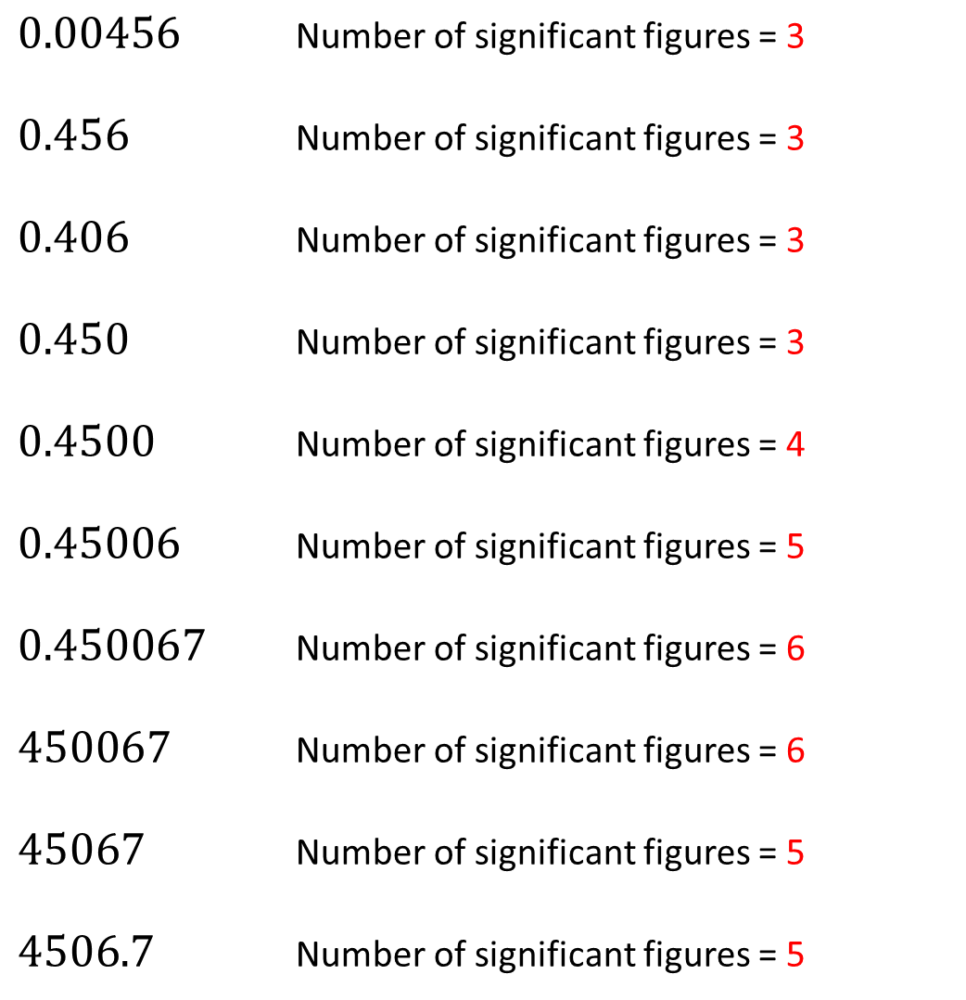 0.00456 Number of significant figures = 3
0.456 Number of significant figures = 3
0.406 Number of significant figures = 3
0.450 Number of significant figures = 3
0.4500 Number of significant figures = 4
0.45006 Number of significant figures = 5
0.450067 Number of significant figures = 6
450067 Number of significant figures = 6
45067 Number of significant figures = 5
4506.7 Number of significant figures = 5